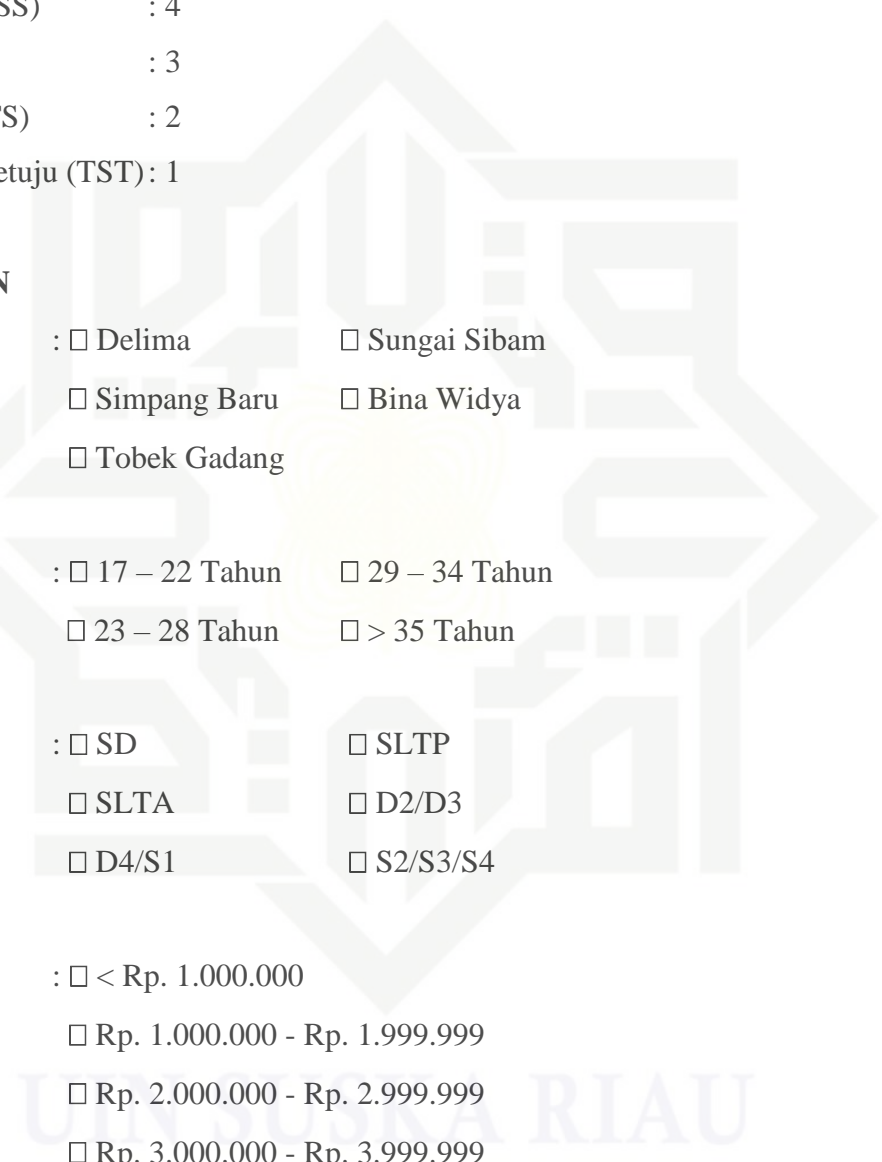 SS) : 4
: 3
TS) : 2
etuju (TST) : 1
N
: □ Delima □ Sungai Sibam
□ Simpang Baru □ Bina Widya
□ Tobek Gadang
: □ 17 – 22 Tahun □ 29 – 34 Tahun
□ 23 – 28 Tahun □ > 35 Tahun
: □ SD □ SLTP
□ SLTA □ D2/D3
□ D4/S1 □ S2/S3/S4
: □ < Rp. 1.000.000
□ Rp. 1.000.000 - Rp. 1.999.999
□ Rp. 2.000.000 - Rp. 2.999.999
UIN SUSKA RIAU
□ Rp. 3.000.000 - Rp. 3.999.999